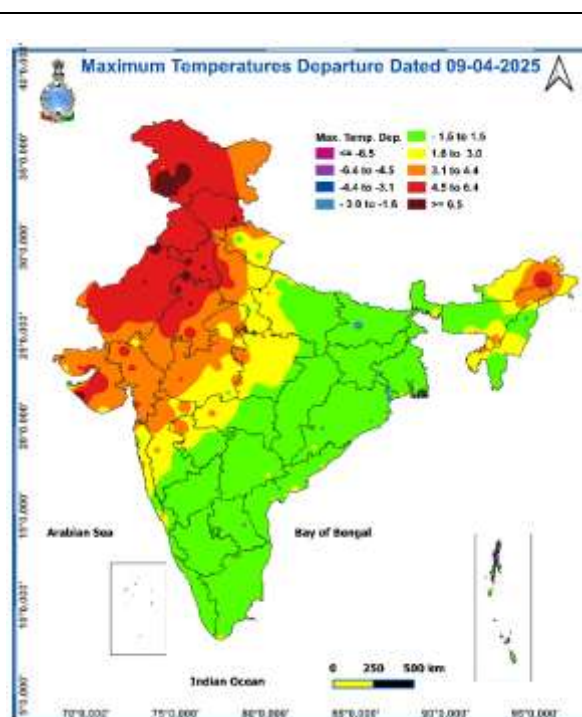 Maximum Temperatures Departure Dated 09-04-2025
Max. Temp. Dep.
<= -6.5
-6.4 to -4.5
-4.4 to -3.1
- 3.0 to -1.6
- 1.5 to 1.5
1.6 to 3.0
3.1 to 4.4
4.5 to 6.4
>= 6.5
Arabian Sea
Bay of Bengal
Indian Ocean
0 250 500 km